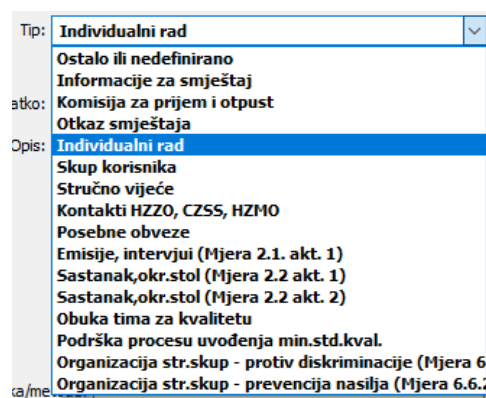 Tip: Individualni rad
Ostalo ili nedefinirano
Informacije za smještaj
atko: Komisija za prijem i otpust
Otkaz smještaja
Opis: Individualni rad
Skup korisnika
Stručno vijeće
Kontakti HZZO, CZSS, HZMO
Posebne obveze
Emisije, intervjui (Mjera 2.1. akt. 1)
Sastanak,okr.stol (Mjera 2.2 akt. 1)
Sastanak,okr.stol (Mjera 2.2 akt. 2)
Obuka tima za kvalitetu
Podrška procesu uvođenja min.std.kval.
Organizacija str.skup - protiv diskriminacije (Mjera 6
Organizacija str.skup - prevencija nasilja (Mjera 6.6.2